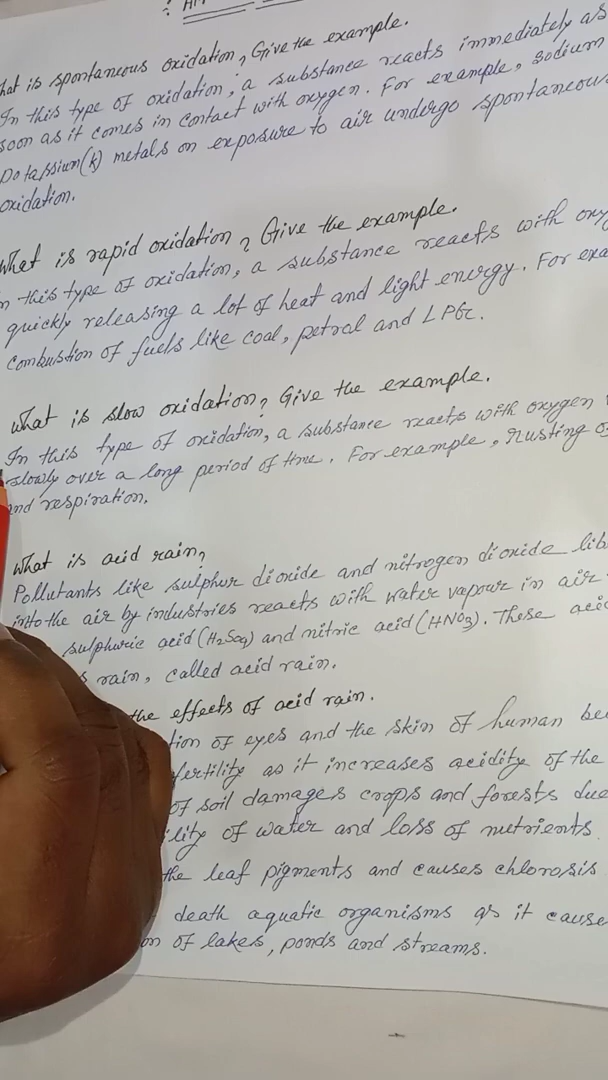 hat is spontaneous oxidation, Give the example.
In this type of oxidation, a substance reacts immediately as
soon as it comes in contact with oxygen. For example, sodium
potassium(k) metals on exposure to air undergo spontaneous
oxidation.
What is rapid oxidation? Give the example.
n this type of oxidation, a substance reacts with oxy
quickly releasing a lot of heat and light energy. For exa
combustion of fuels like coal, petrol and LPG.
what is slow oxidation? Give the example.
In this type of oxidation, a substance reacts with oxygen
slowly over a long period of time. For example, Rusting o
and respiration.
what is acid rain,
Pollutants like sulphur dioxide and nitrogen dioxide lib
into the air by industries reacts with water vapour in air
sulphuric acid (H2SO4) and nitric acid (HNO3). These acid
s rain, called acid rain.
the effects of acid rain.
tion of eyes and the skin of human be
fertility as it increases acidity of the
of soil damages crops and forests due
ility of water and loss of nutrients
the leaf pigments and causes chlorosis
death aquatic organisms as it cause
on of lakes, ponds and streams.